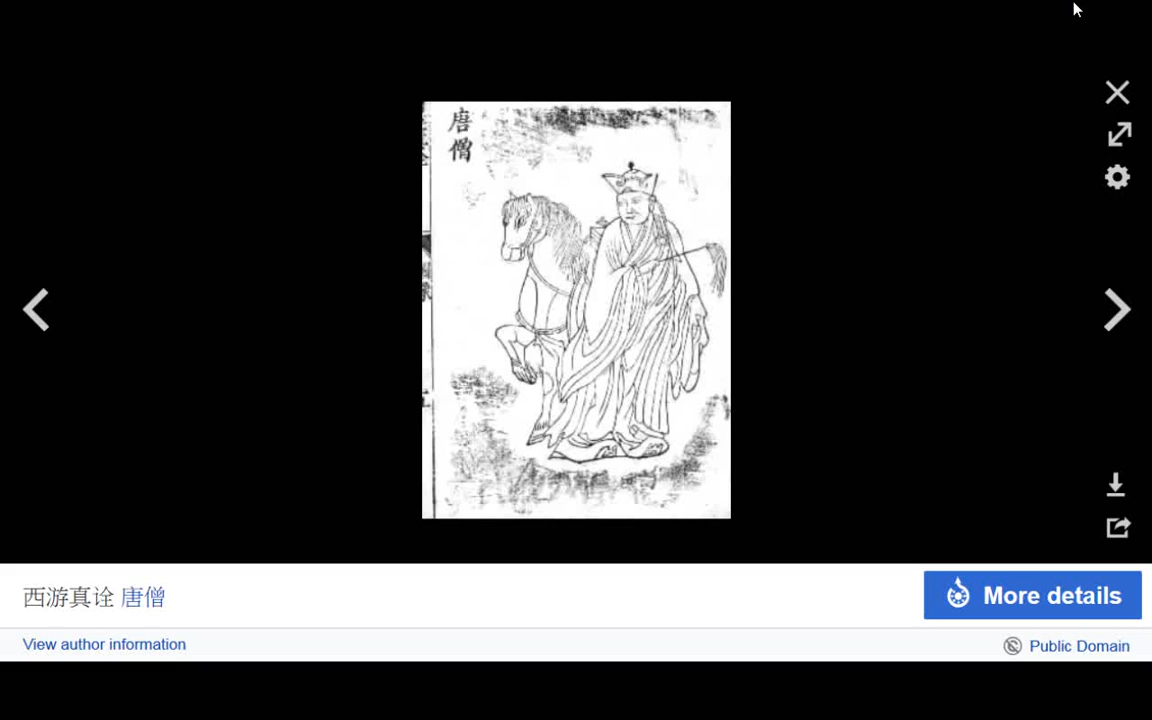 唐僧
西游真诠 唐僧
More details
View author information
Public Domain